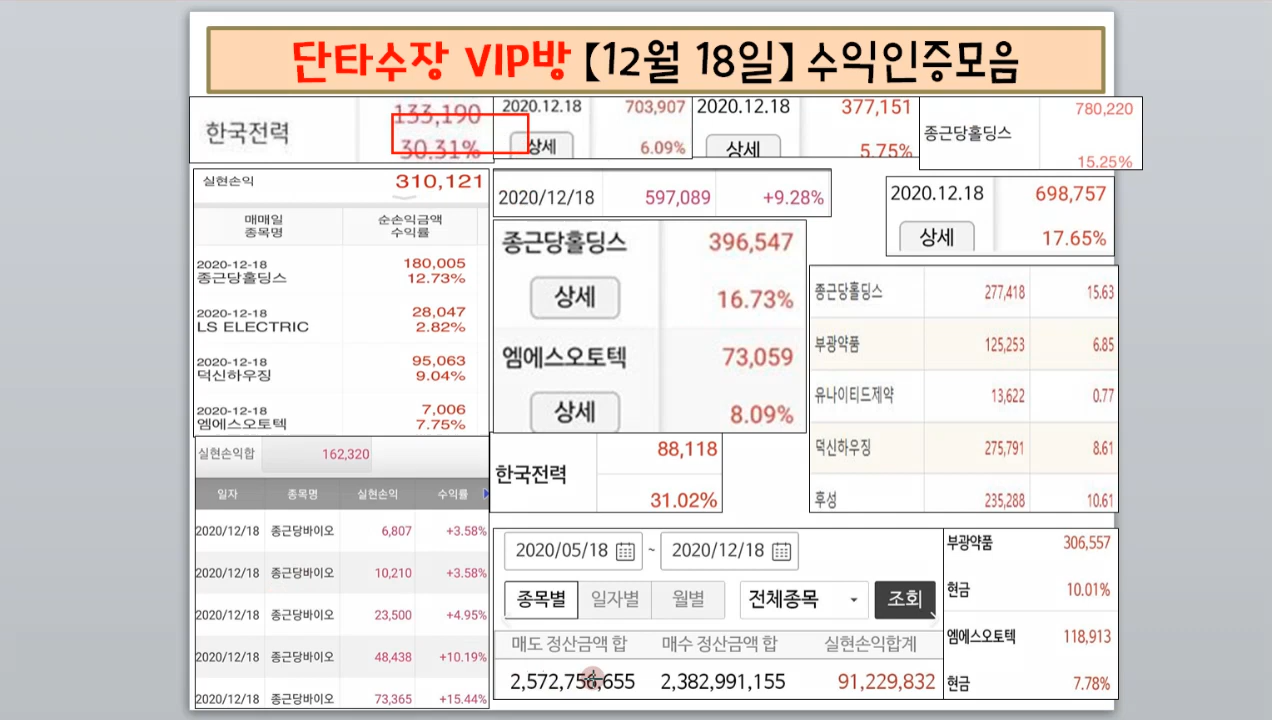 단타수장 VIP방 【12월 18일】 수익인증모음
한국전력
133,190
30.31%
2020.12.18
703,907
상세
6.09%
2020.12.18
377,151
상세
5.75%
종근당홀딩스
780,220
15.25%
실현손익
310,121
매매일
종목명
순손익금액
수익률
2020-12-18
종근당홀딩스
180,005
12.73%
2020-12-18
LS ELECTRIC
28,047
2.82%
2020-12-18
덕신하우징
95,063
9.04%
2020-12-18
엠에스오토텍
7,006
7.75%
2020/12/18 597,089 +9.28%
2020.12.18
698,757
상세
17.65%
종근당홀딩스
396,547
상세
16.73%
엠에스오토텍
73,059
상세
8.09%
종근당홀딩스 277,418 15.63
부광약품 125,253 6.85
유나이티드제약 13,622 0.77
덕신하우징 275,791 8.61
후성 235,288 10.61
한국전력
88,118
31.02%
실현손익합 162,320
일자 종목명 실현손익 수익률
2020/12/18 종근당바이오 6,807 +3.58%
2020/12/18 종근당바이오 10,210 +3.58%
2020/12/18 종근당바이오 23,500 +4.95%
2020/12/18 종근당바이오 48,438 +10.19%
2020/12/18 종근당바이오 73,365 +15.44%
2020/05/18 ~ 2020/12/18
종목별 일자별 월별 전체종목 조회
매도 정산금액 합 매수 정산금액 합 실현손익합계
2,382,991,155 91,229,832
부광약품 306,557
현금 10.01%
엠에스오토텍 118,913
현금 7.78%